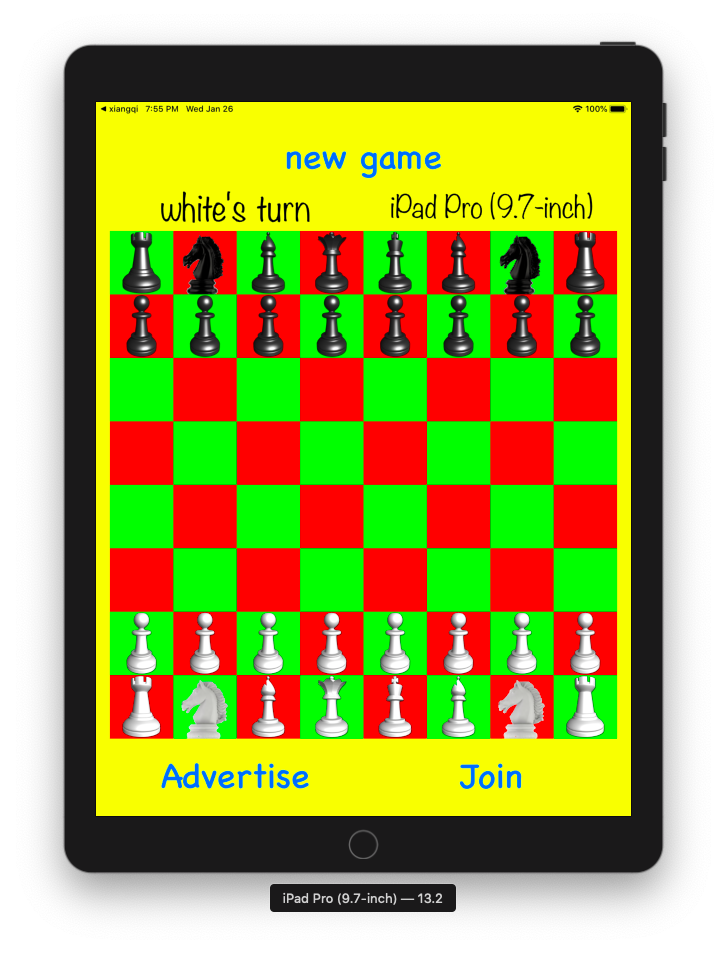 ◀ xiangqi 7:55 PM Wed Jan 26 100%
new game
white's turn iPad Pro (9.7-inch)
Advertise Join
iPad Pro (9.7-inch) — 13.2